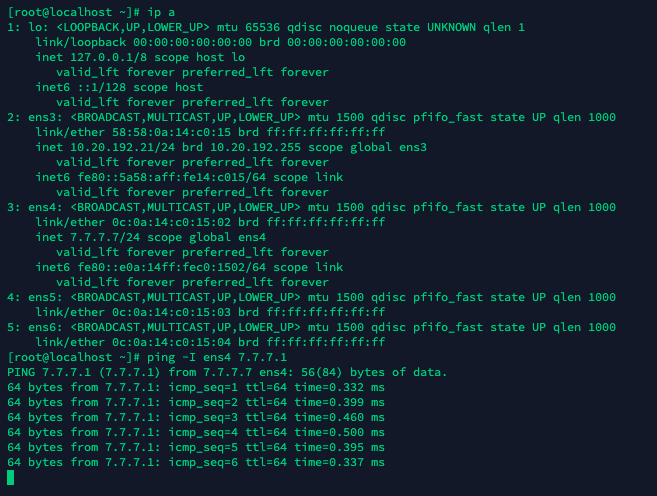 [root@localhost ~]# ip a
1: lo: <LOOPBACK,UP,LOWER_UP> mtu 65536 qdisc noqueue state UNKNOWN qlen 1
    link/loopback 00:00:00:00:00:00 brd 00:00:00:00:00:00
    inet 127.0.0.1/8 scope host lo
       valid_lft forever preferred_lft forever
    inet6 ::1/128 scope host
       valid_lft forever preferred_lft forever
2: ens3: <BROADCAST,MULTICAST,UP,LOWER_UP> mtu 1500 qdisc pfifo_fast state UP qlen 1000
    link/ether 58:58:0a:14:c0:15 brd ff:ff:ff:ff:ff:ff
    inet 10.20.192.21/24 brd 10.20.192.255 scope global ens3
       valid_lft forever preferred_lft forever
    inet6 fe80::5a58:aff:fe14:c015/64 scope link
       valid_lft forever preferred_lft forever
3: ens4: <BROADCAST,MULTICAST,UP,LOWER_UP> mtu 1500 qdisc pfifo_fast state UP qlen 1000
    link/ether 0c:0a:14:c0:15:02 brd ff:ff:ff:ff:ff:ff
    inet 7.7.7.7/24 scope global ens4
       valid_lft forever preferred_lft forever
    inet6 fe80::e0a:14ff:fec0:1502/64 scope link
       valid_lft forever preferred_lft forever
4: ens5: <BROADCAST,MULTICAST,UP,LOWER_UP> mtu 1500 qdisc pfifo_fast state UP qlen 1000
    link/ether 0c:0a:14:c0:15:03 brd ff:ff:ff:ff:ff:ff
5: ens6: <BROADCAST,MULTICAST,UP,LOWER_UP> mtu 1500 qdisc pfifo_fast state UP qlen 1000
    link/ether 0c:0a:14:c0:15:04 brd ff:ff:ff:ff:ff:ff
[root@localhost ~]# ping -I ens4 7.7.7.1
PING 7.7.7.1 (7.7.7.1) from 7.7.7.7 ens4: 56(84) bytes of data.
64 bytes from 7.7.7.1: icmp_seq=1 ttl=64 time=0.332 ms
64 bytes from 7.7.7.1: icmp_seq=2 ttl=64 time=0.399 ms
64 bytes from 7.7.7.1: icmp_seq=3 ttl=64 time=0.460 ms
64 bytes from 7.7.7.1: icmp_seq=4 ttl=64 time=0.500 ms
64 bytes from 7.7.7.1: icmp_seq=5 ttl=64 time=0.395 ms
64 bytes from 7.7.7.1: icmp_seq=6 ttl=64 time=0.337 ms